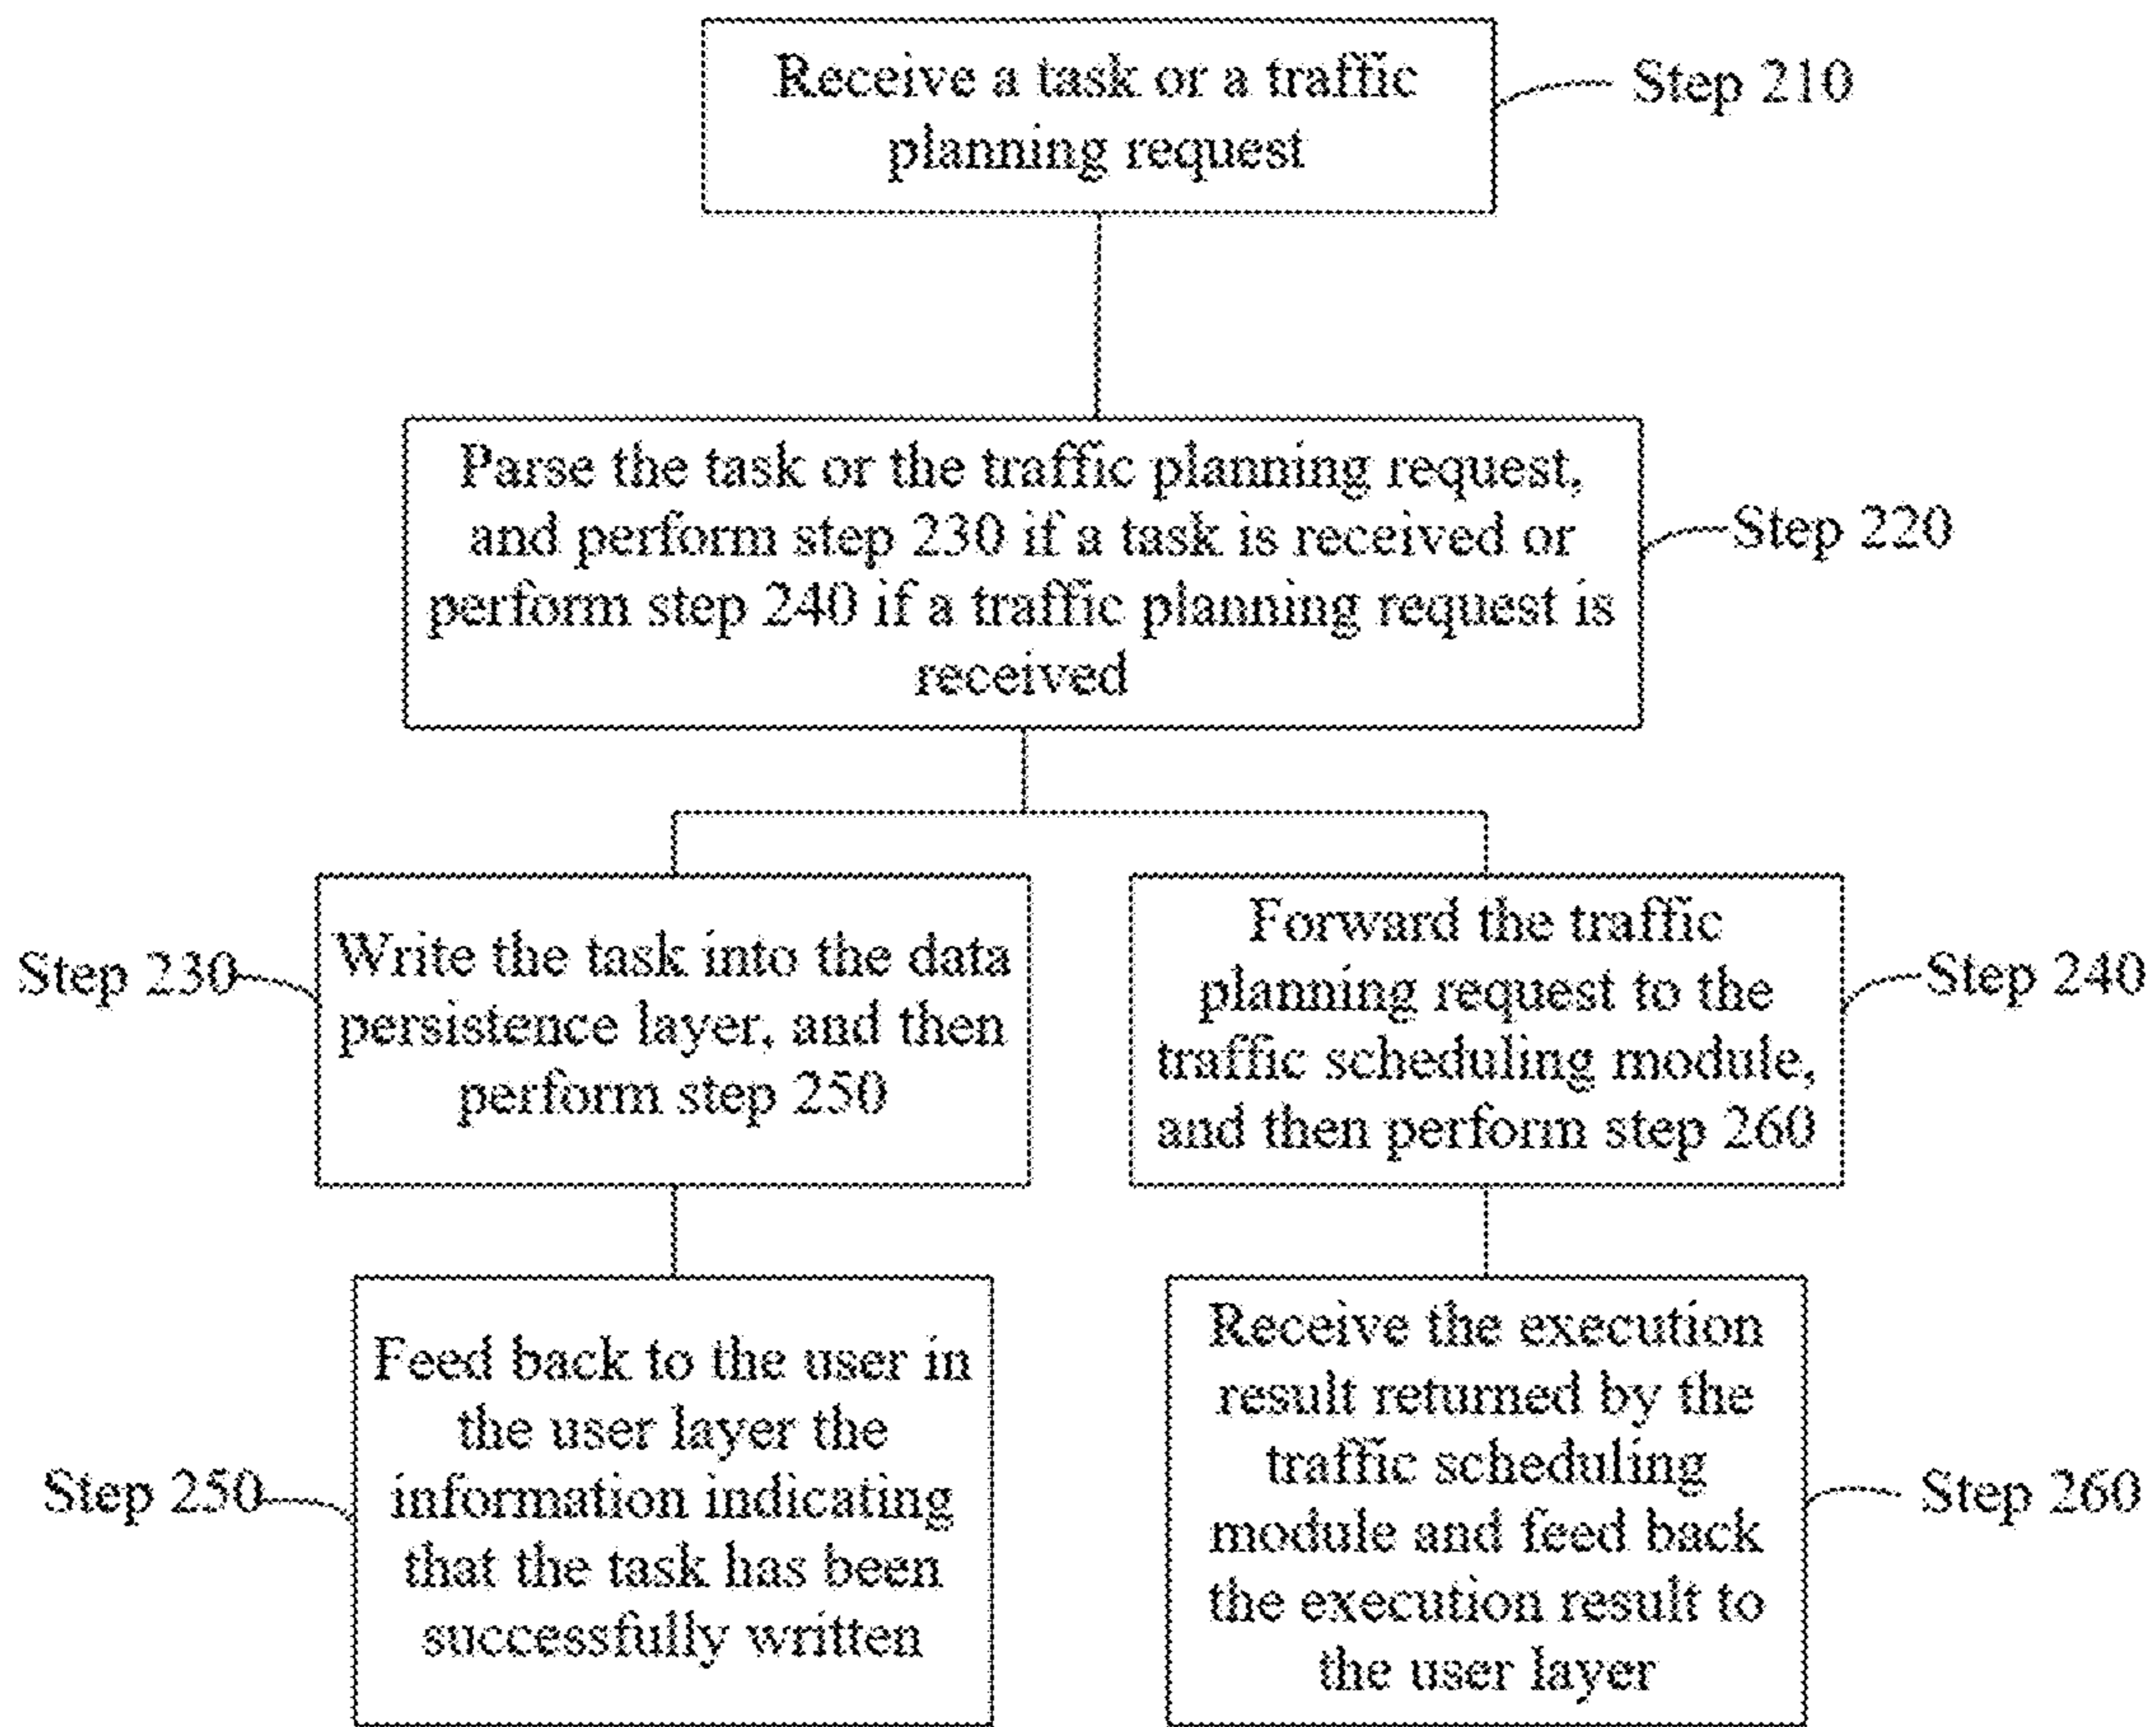 Receive a task or a traffic
planning request
Step 210
Parse the task or the traffic planning request,
and perform step 230 if a task is received or
perform step 240 if a traffic planning request is
received
Step 220
Step 230
Write the task into the data
persistence layer, and then
perform step 250
Forward the traffic
planning request to the
traffic scheduling module,
and then perform step 260
Step 240
Step 250
Feed back to the user in
the user layer the
information indicating
that the task has been
successfully written
Receive the execution
result returned by the
traffic scheduling
module and feed back
the execution result to
the user layer
Step 260